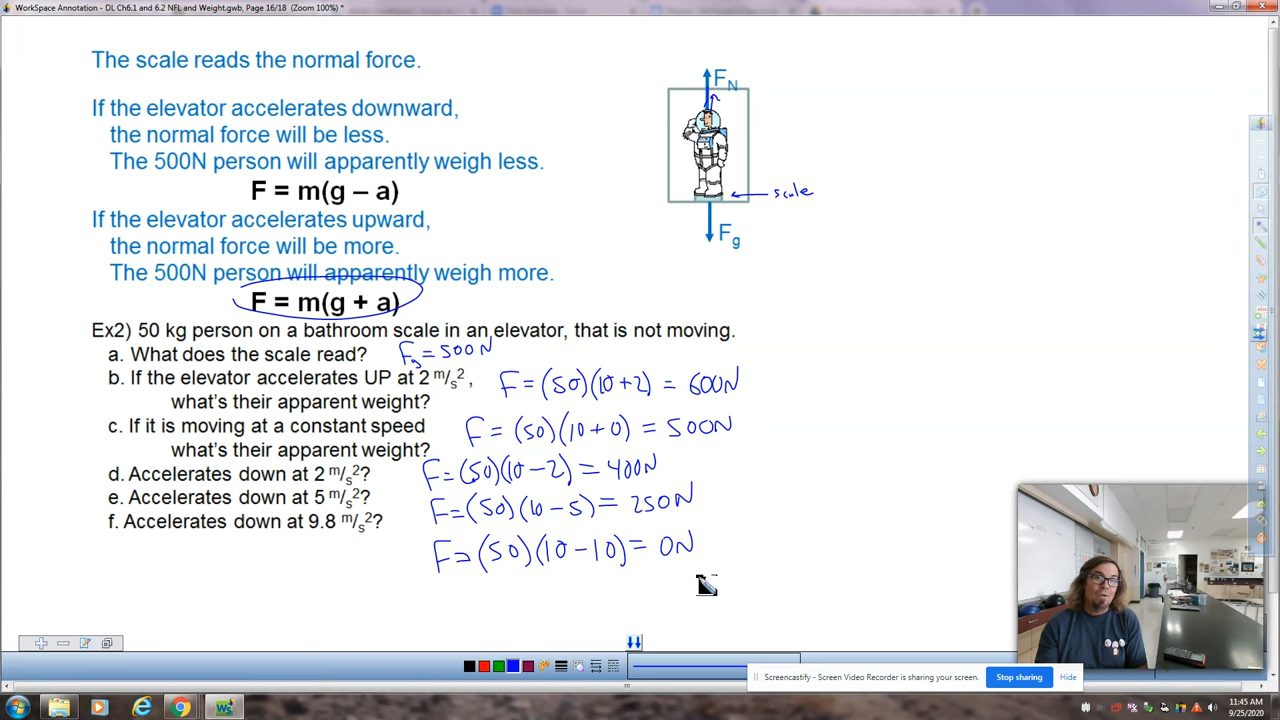 WorkSpace Annotation - DL Ch6.1 and 6.2 NFL and Weight.gwb, Page 16/18 (Zoom 100%) *
The scale reads the normal force.
If the elevator accelerates downward,
the normal force will be less.
The 500N person will apparently weigh less.
F = m(g – a)
If the elevator accelerates upward,
the normal force will be more.
The 500N person will apparently weigh more.
F = m(g + a)
FN
scale
Fg
Ex2) 50 kg person on a bathroom scale in an elevator, that is not moving.
a. What does the scale read? Fg = 500N
b. If the elevator accelerates UP at 2 m/s², F = (50)(10+2) = 600N
what's their apparent weight?
c. If it is moving at a constant speed F = (50)(10+0) = 500N
what's their apparent weight?
d. Accelerates down at 2 m/s²? F = (50)(10-2) = 400N
e. Accelerates down at 5 m/s²? F = (50)(10-5) = 250N
f. Accelerates down at 9.8 m/s²? F = (50)(10-10) = 0N
Screencastify - Screen Video Recorder is sharing your screen.
Stop sharing
Hide
11:45 AM
9/25/2020